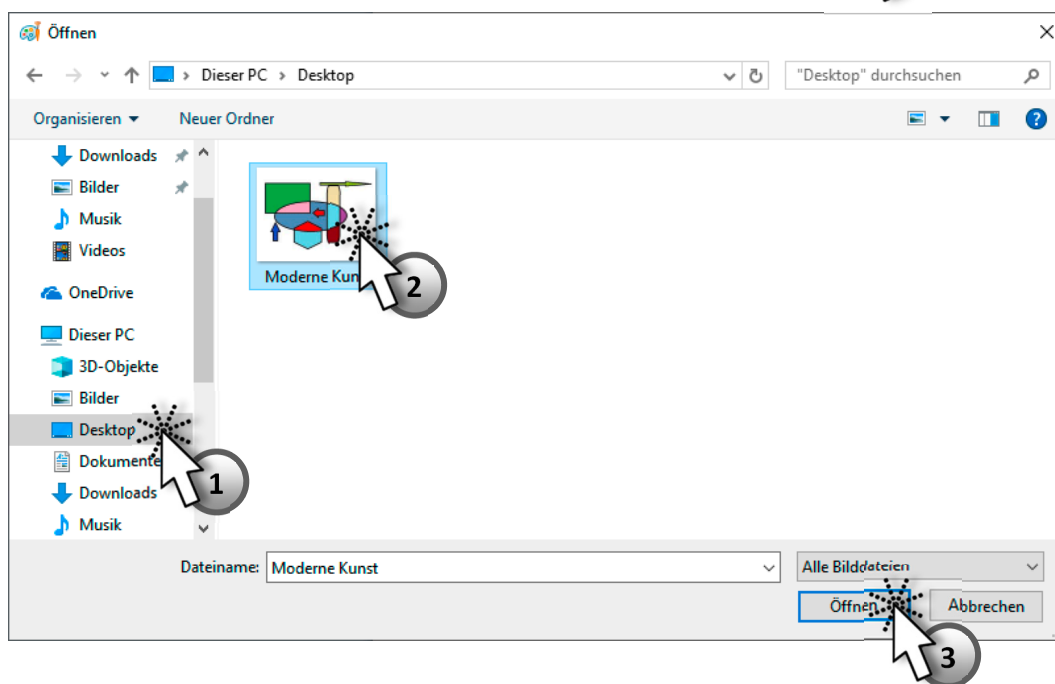 Öffnen
Dieser PC > Desktop
"Desktop" durchsuchen
Organisieren
Neuer Ordner
Downloads
Bilder
Musik
Videos
OneDrive
Dieser PC
3D-Objekte
Bilder
Desktop
Dokumente
Downloads
Musik
Moderne Kun
2
1
Dateiname: Moderne Kunst
Alle Bilddateien
Öffnen
Abbrechen
3